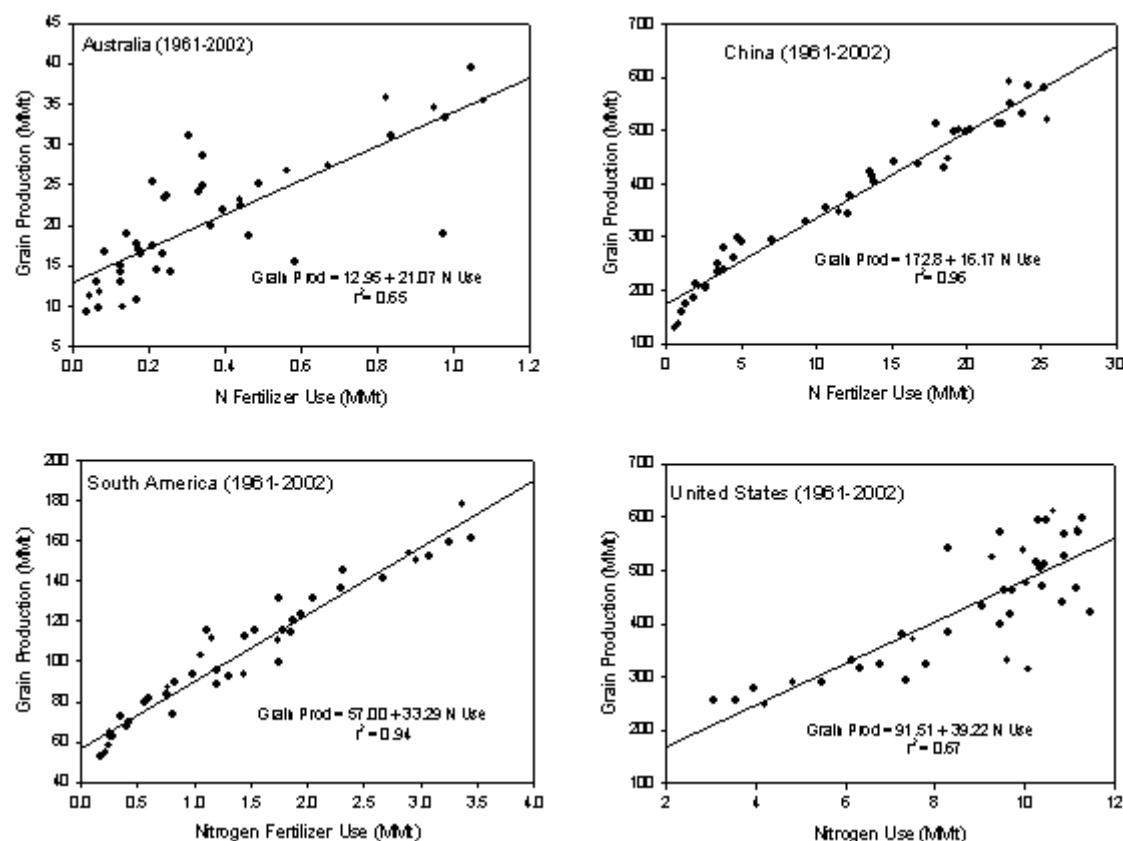 Australia (1961-2002)
Grain Production (MMt)
45
40
35
30
25
20
15
10
5
Grain Prod = 12.95 + 21.07 N Use
r² = 0.65
0.0 0.2 0.4 0.6 0.8 1.0 1.2
N Fertilizer Use (MMt)
China (1961-2002)
Grain Production (MMt)
700
600
500
400
300
200
100
Grain Prod = 172.8 + 16.17 N Use
r² = 0.96
0 5 10 15 20 25 30
N Fertilizer Use (MMt)
South America (1961-2002)
Grain Production (MMt)
200
180
160
140
120
100
80
60
40
Grain Prod = 57.00 + 33.29 N Use
r² = 0.94
0.0 0.5 1.0 1.5 2.0 2.5 3.0 3.5 4.0
Nitrogen Fertilizer Use (MMt)
United States (1961-2002)
Grain Production (MMt)
700
600
500
400
300
200
100
Grain Prod = 91.51 + 39.22 N Use
r² = 0.67
2 4 6 8 10 12
Nitrogen Use (MMt)